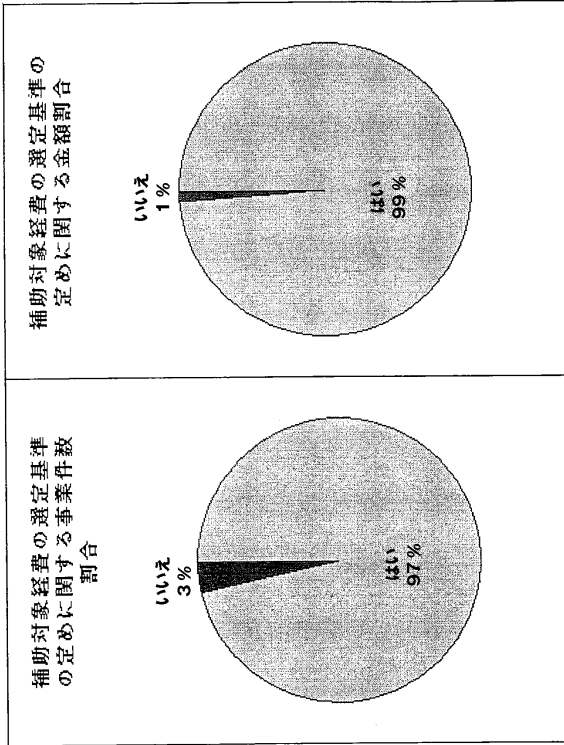 補助対象経費の選定基準
の定めに関する事業件数
割合
いいえ
3%
はい
97%
補助対象経費の選定基準の
定めに関する金額割合
いいえ
1%
はい
99%